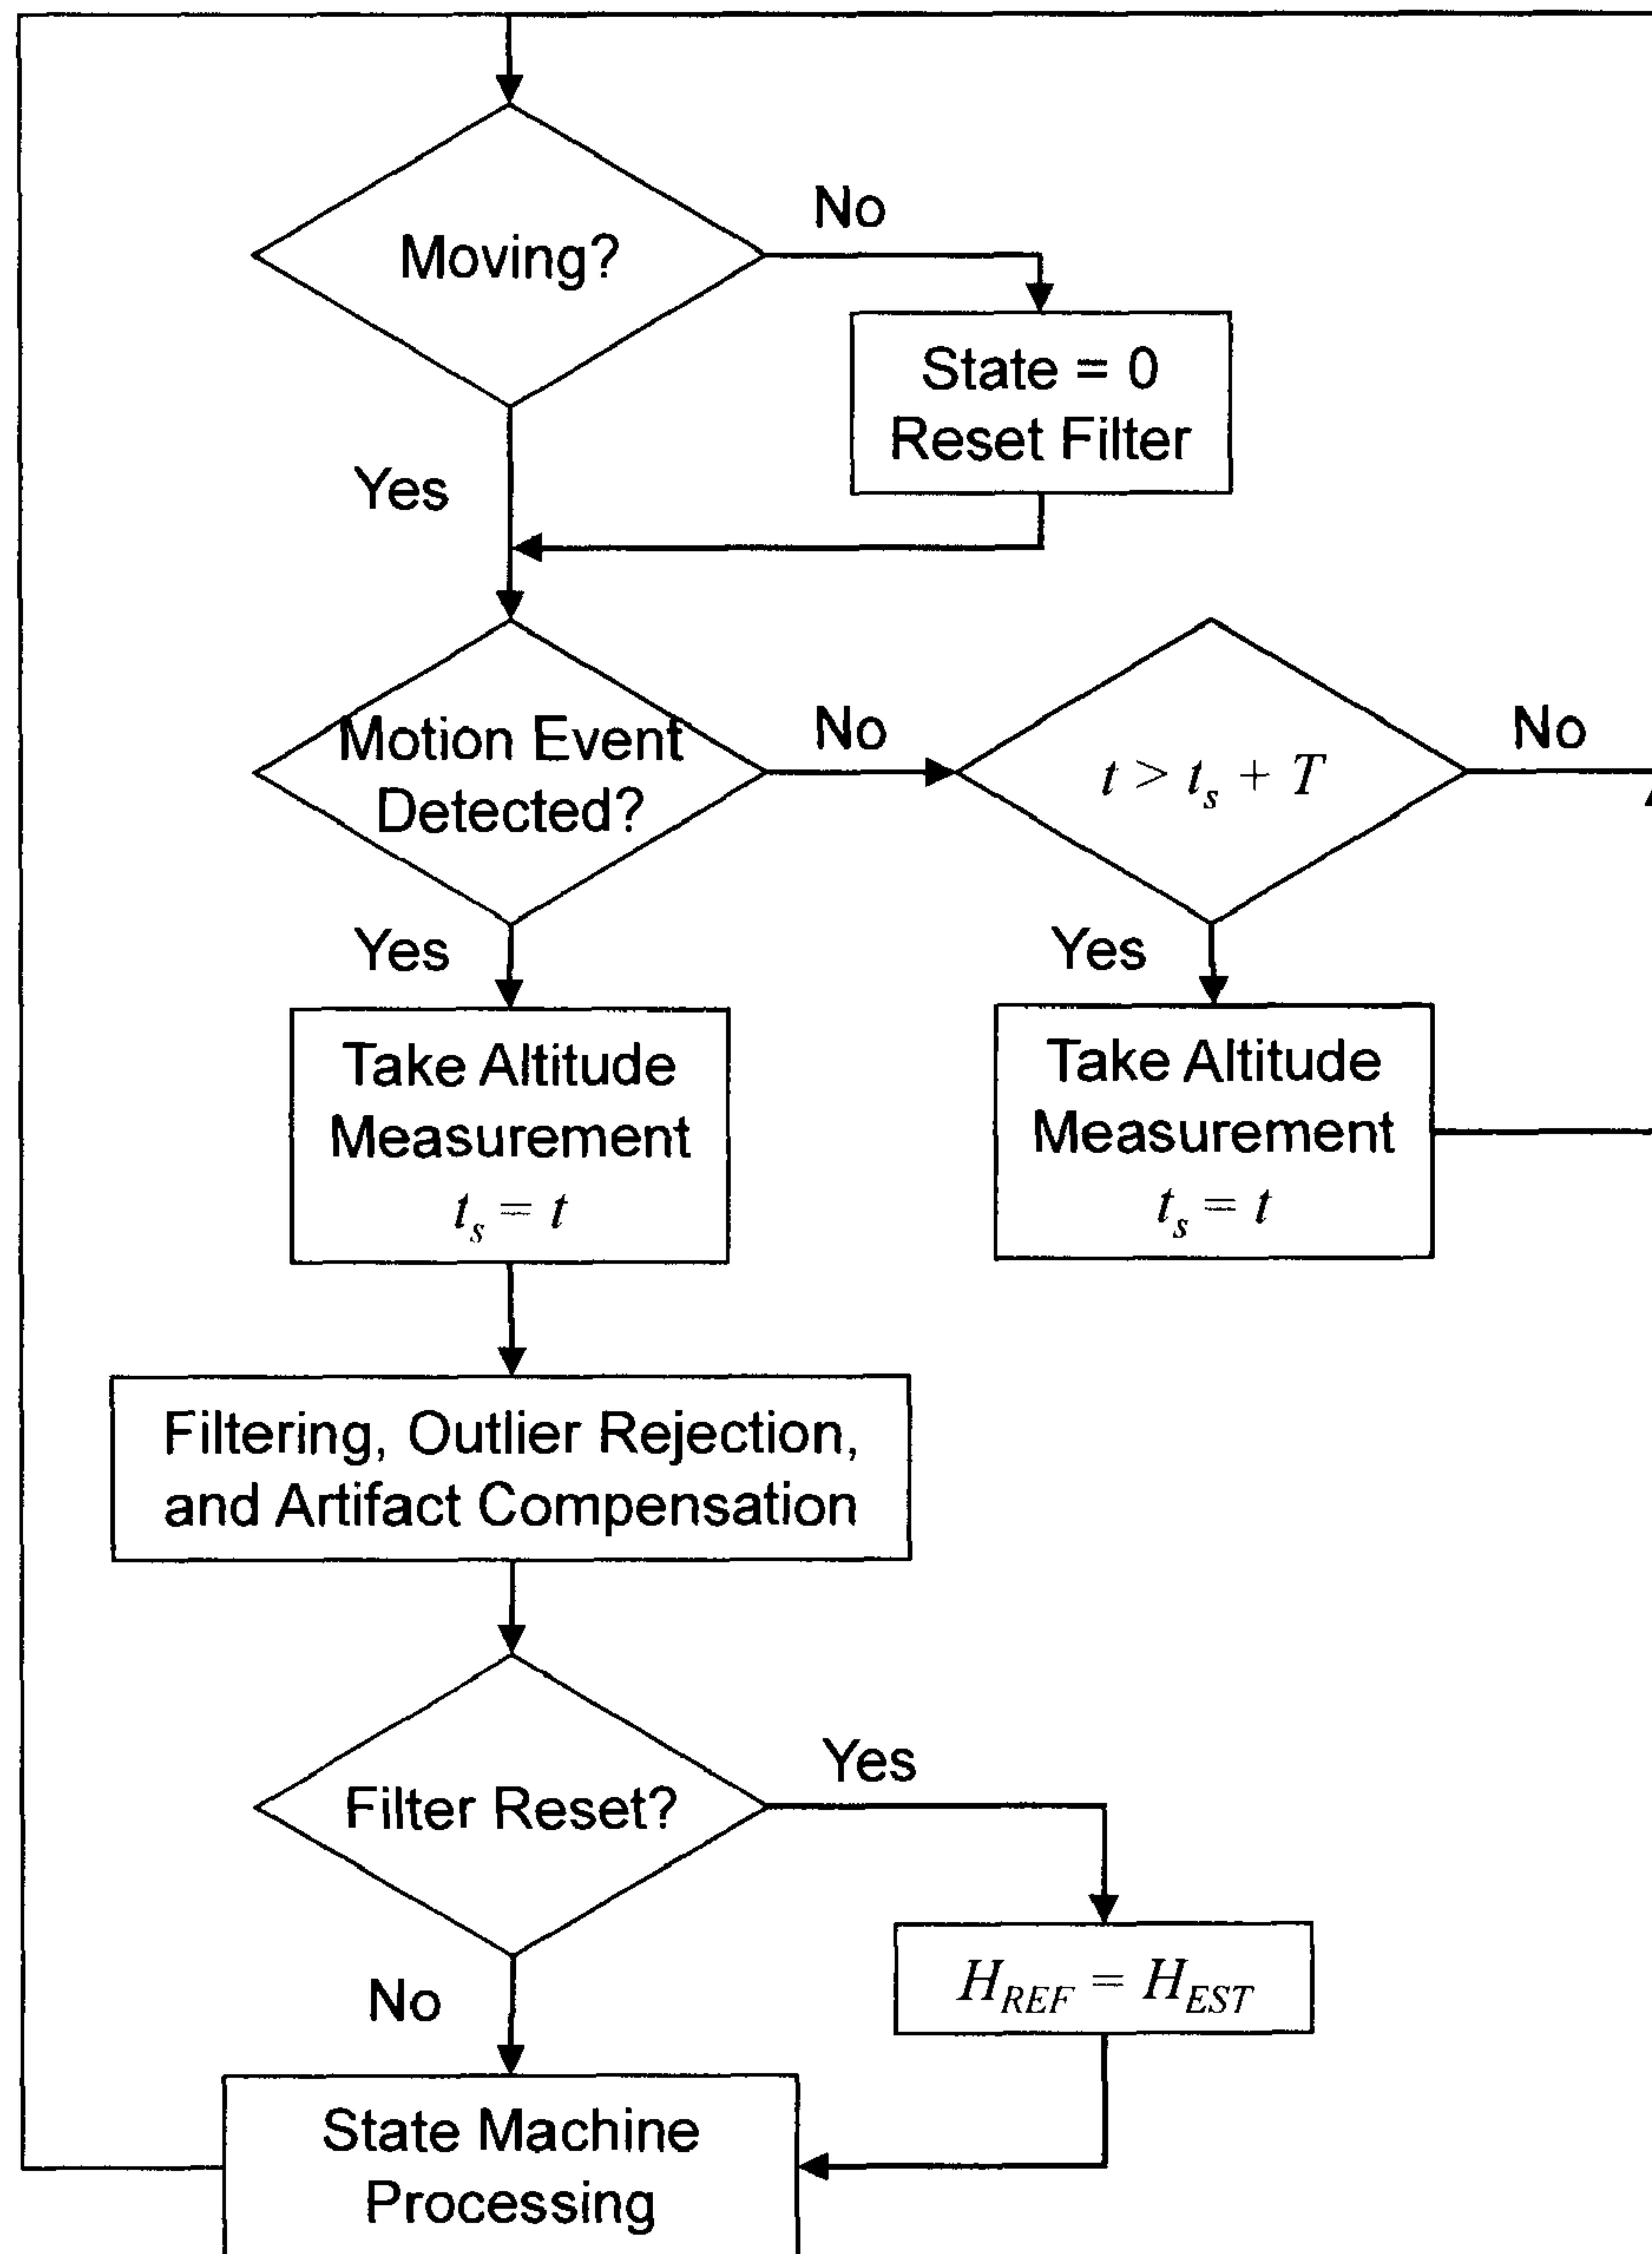 Moving?
No
State = 0
Reset Filter
Yes
Motion Event
Detected?
No
t > t_s + T
No
Yes
Take Altitude
Measurement
t_s = t
Yes
Take Altitude
Measurement
t_s = t
Filtering, Outlier Rejection,
and Artifact Compensation
Filter Reset?
Yes
H_REF = H_EST
No
State Machine
Processing